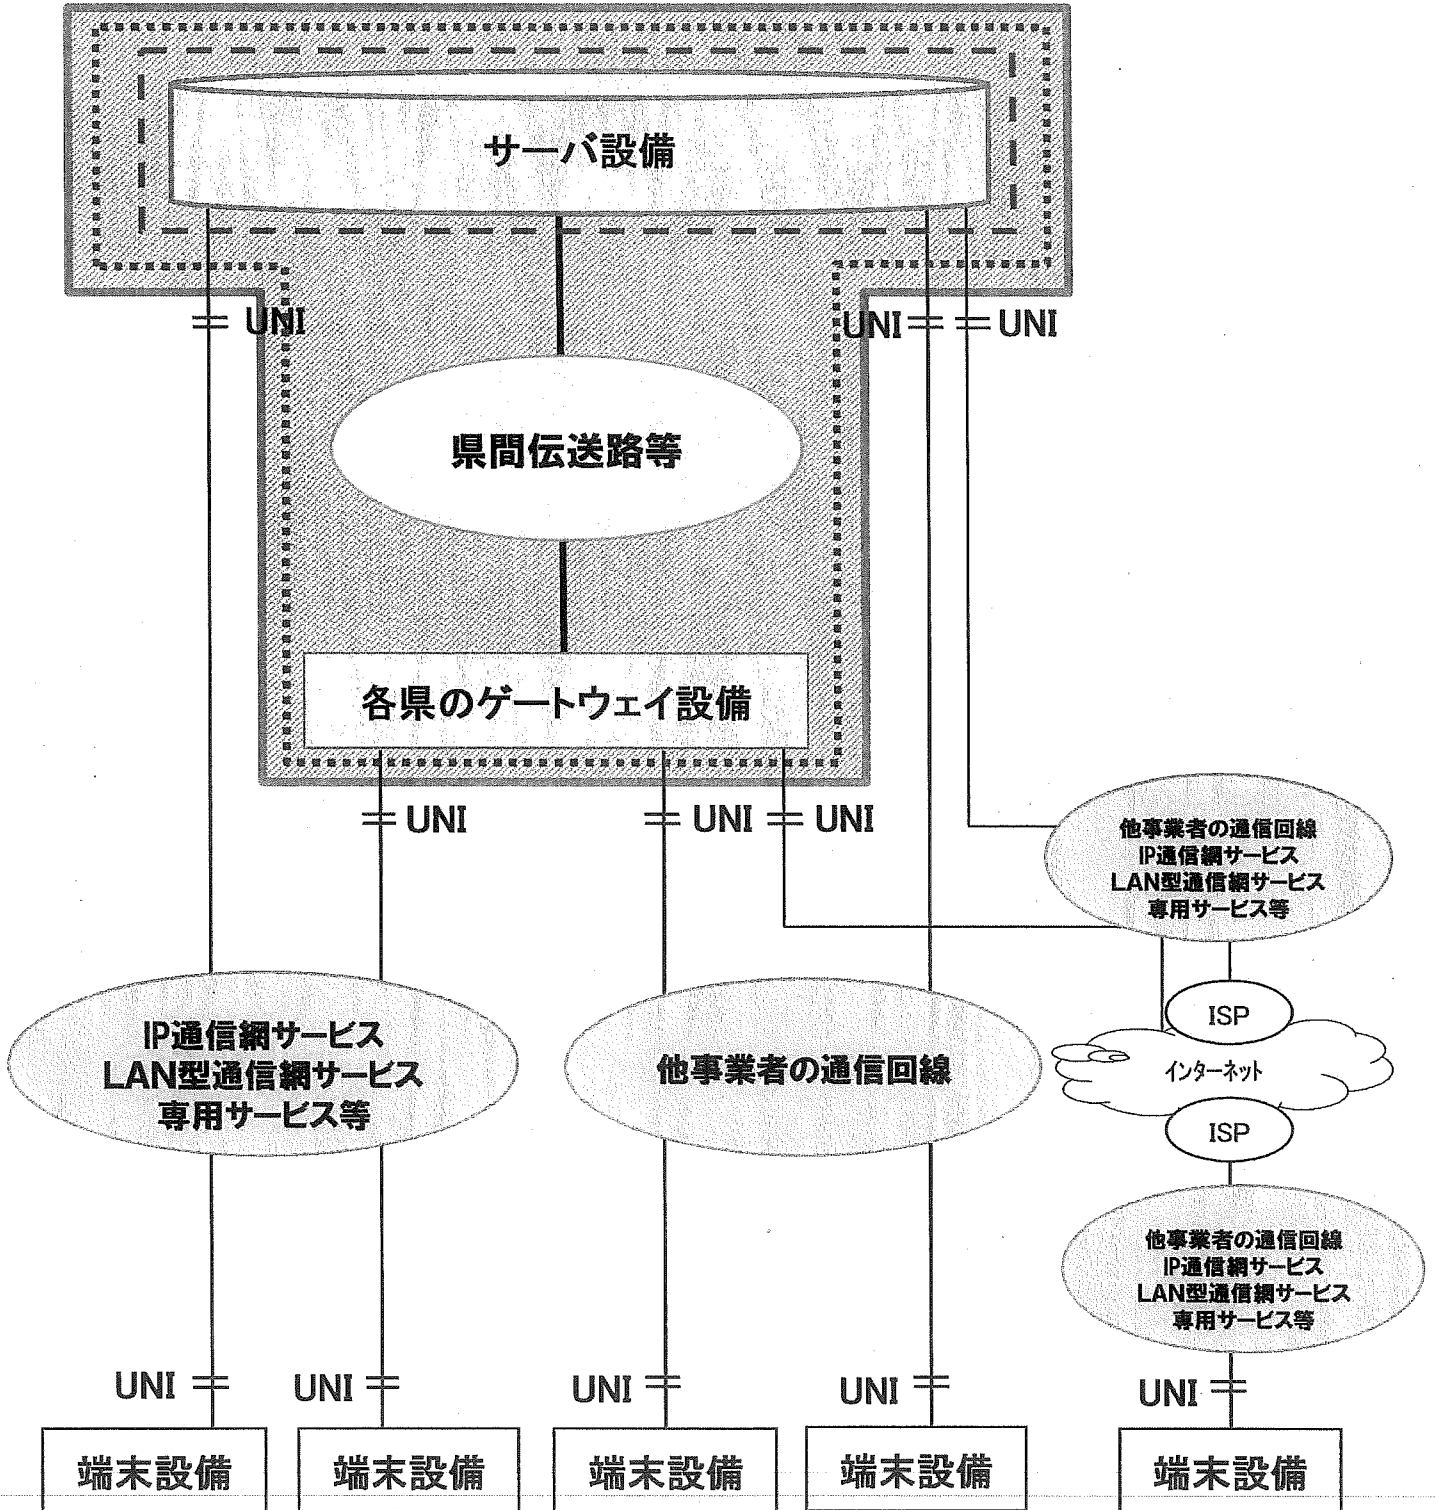 サーバ設備
UNI
UNI
UNI
県間伝送路等
各県のゲートウェイ設備
UNI
UNI
UNI
他事業者の通信回線
IP通信網サービス
LAN型通信網サービス
専用サービス等
ISP
インターネット
ISP
IP通信網サービス
LAN型通信網サービス
専用サービス等
他事業者の通信回線
他事業者の通信回線
IP通信網サービス
LAN型通信網サービス
専用サービス等
UNI
UNI
UNI
UNI
UNI
端末設備
端末設備
端末設備
端末設備
端末設備